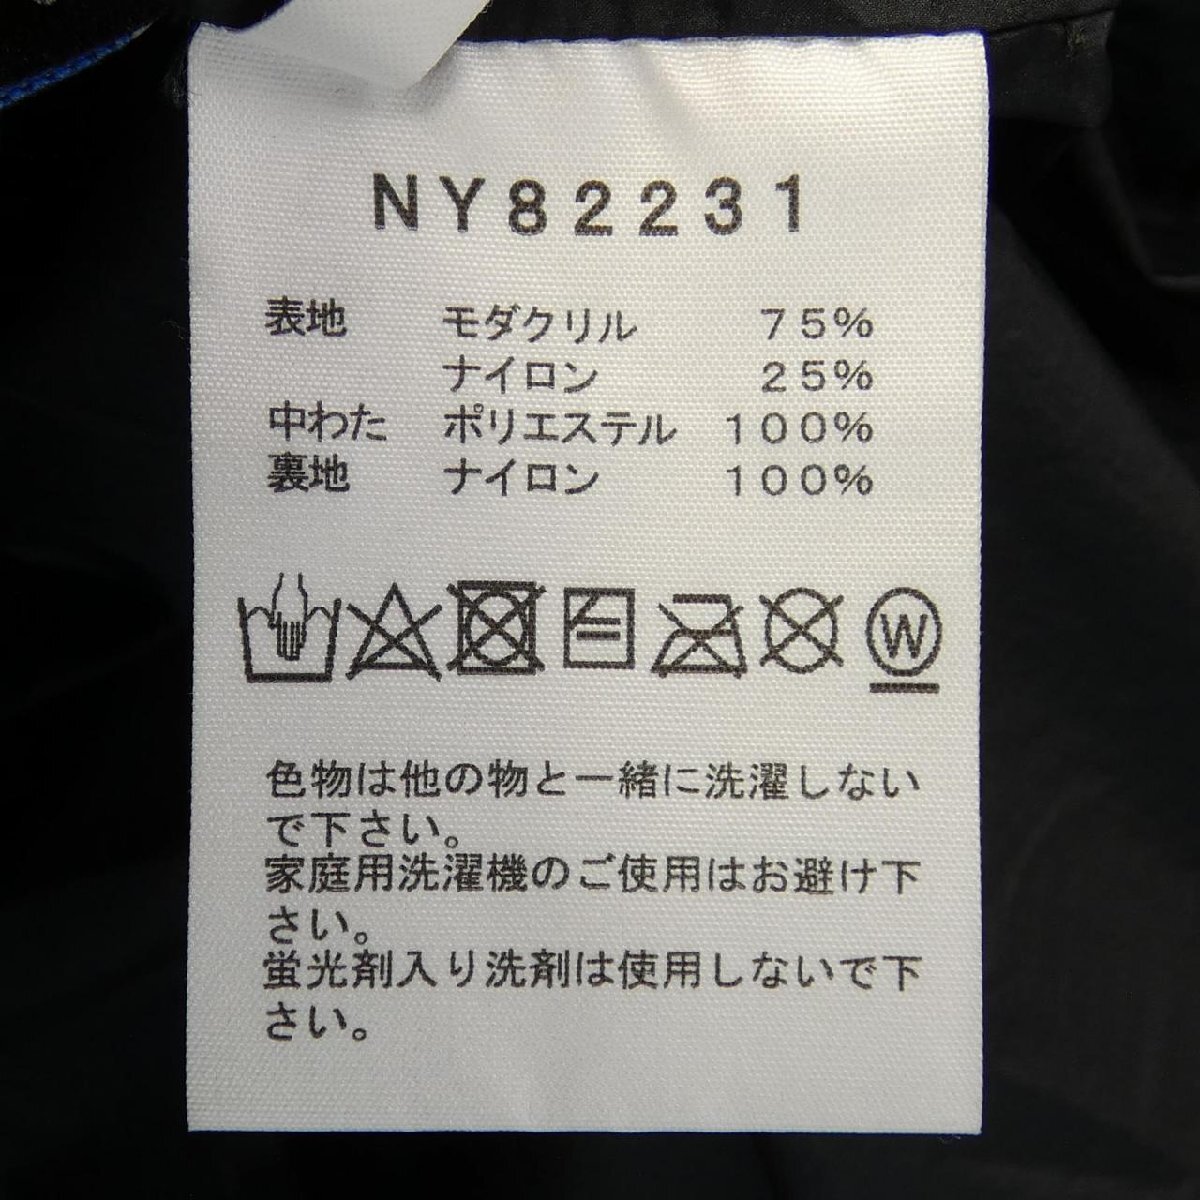 NY82231
表地 モダクリル 75%
ナイロン 25%
中わた ポリエステル 100%
裏地 ナイロン 100%
W
色物は他の物と一緒に洗濯しない
で下さい。
家庭用洗濯機のご使用はお避け下
さい。
蛍光剤入り洗剤は使用しないで下
さい。